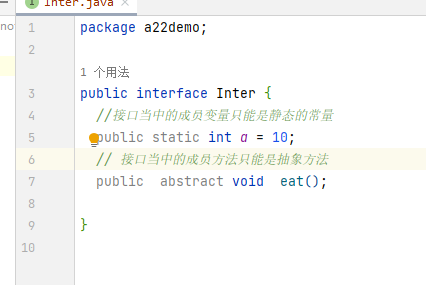 no
Inter.java
1 package a22demo;
2
1 个用法
3 public interface Inter {
4 //接口当中的成员变量只能是静态的常量
5 public static int a = 10;
6 // 接口当中的成员方法只能是抽象方法
7 public  abstract void  eat();
8
9 }
10